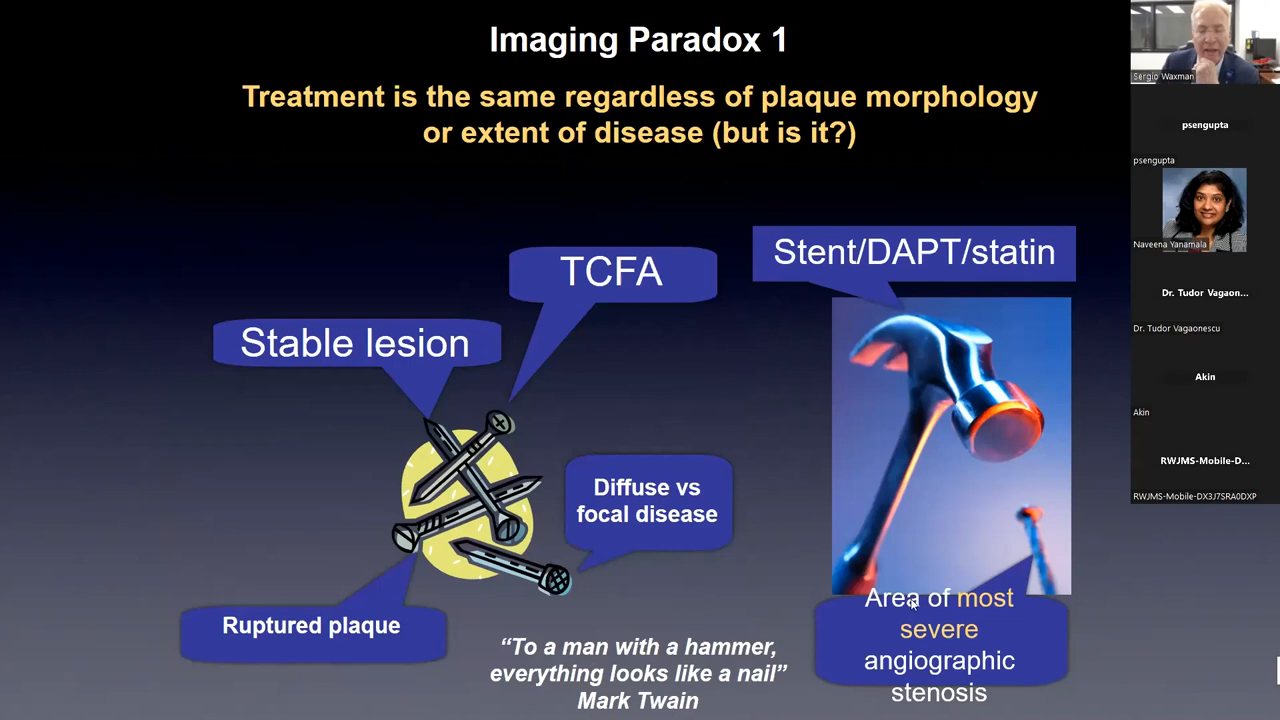 Imaging Paradox 1
Treatment is the same regardless of plaque morphology
or extent of disease (but is it?)
TCFA
Stent/DAPT/statin
Stable lesion
Diffuse vs
focal disease
Ruptured plaque
“To a man with a hammer,
everything looks like a nail”
Mark Twain
Area of most
severe
angiographic
stenosis
Sergio Waxman
psengupta
psengupta
Naveena Yanamala
Dr. Tudor Vagaon...
Dr. Tudor Vagaonescu
Akin
Akin
RWJMS-Mobile-D...
RWJMS-Mobile-DX3J7SRA0DXP